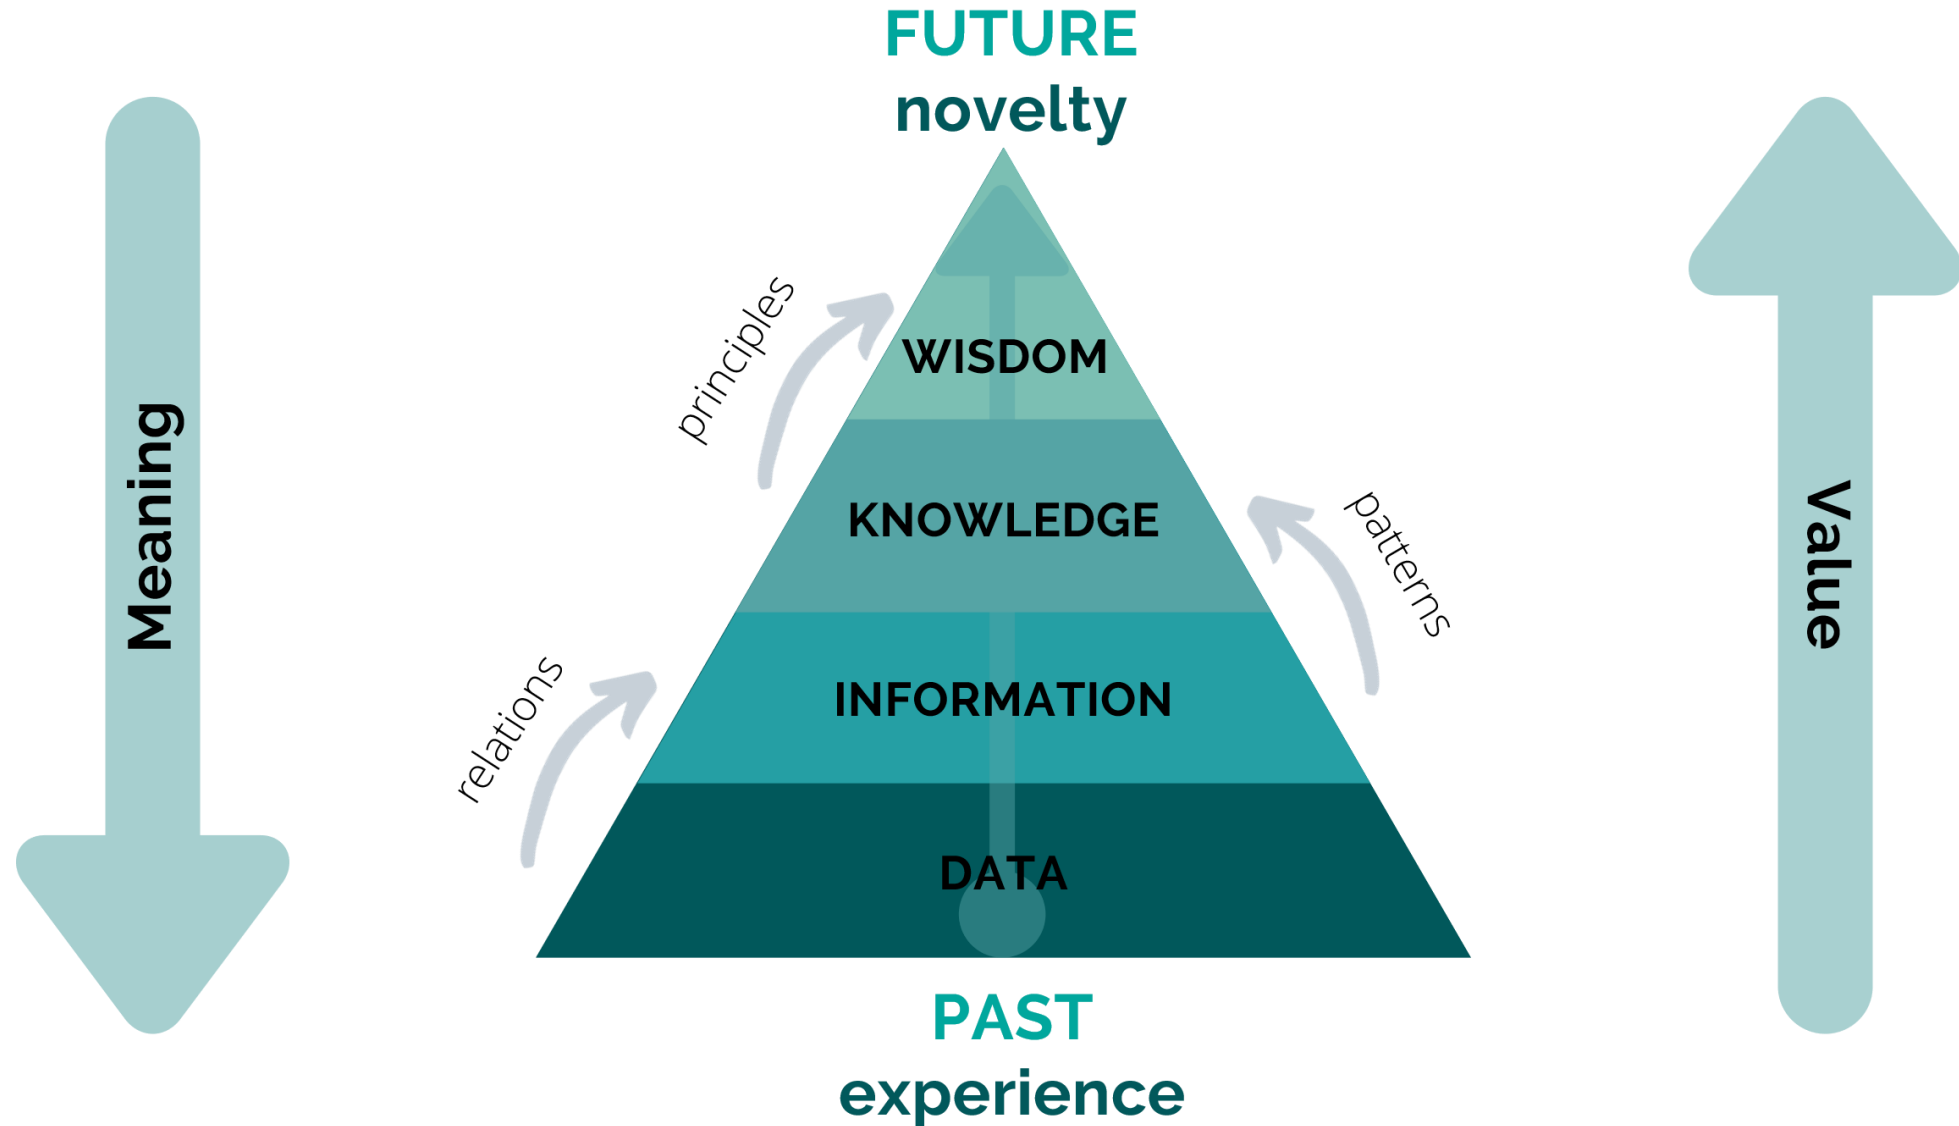 FUTURE
novelty
principles
WISDOM
Meaning
KNOWLEDGE
patterns
Value
relations
INFORMATION
DATA
PAST
experience